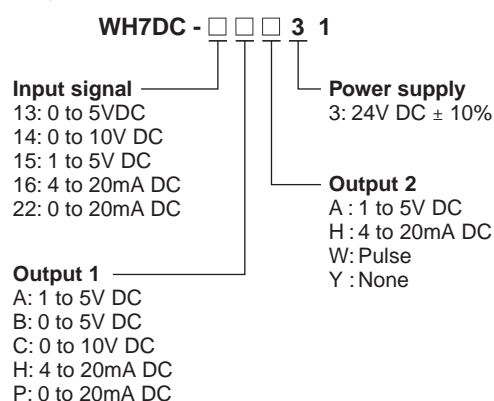 WH7DC - □ □ □ 3 1
Input signal
13: 0 to 5VDC
14: 0 to 10V DC
15: 1 to 5V DC
16: 4 to 20mA DC
22: 0 to 20mA DC
Output 1
A: 1 to 5V DC
B: 0 to 5V DC
C: 0 to 10V DC
H: 4 to 20mA DC
P: 0 to 20mA DC
Power supply
3: 24V DC ± 10%
Output 2
A : 1 to 5V DC
H : 4 to 20mA DC
W: Pulse
Y : None